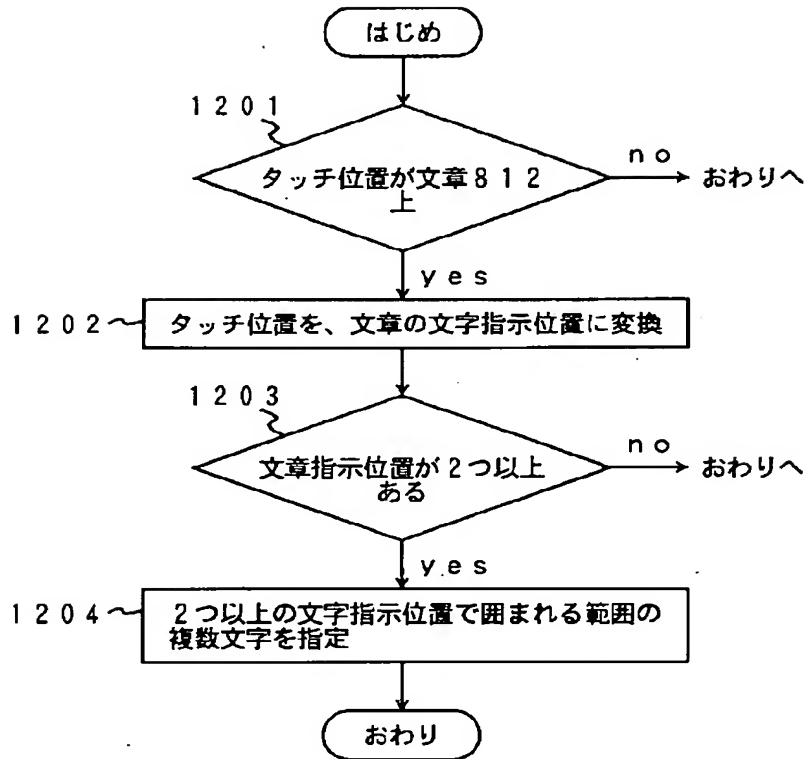 はじめ
1201
タッチ位置が文章812
上
no
おわりへ
yes
1202
タッチ位置を、文章の文字指示位置に変換
1203
文章指示位置が2つ以上
ある
no
おわりへ
yes
1204
2つ以上の文字指示位置で囲まれる範囲の
複数文字を指定
おわり